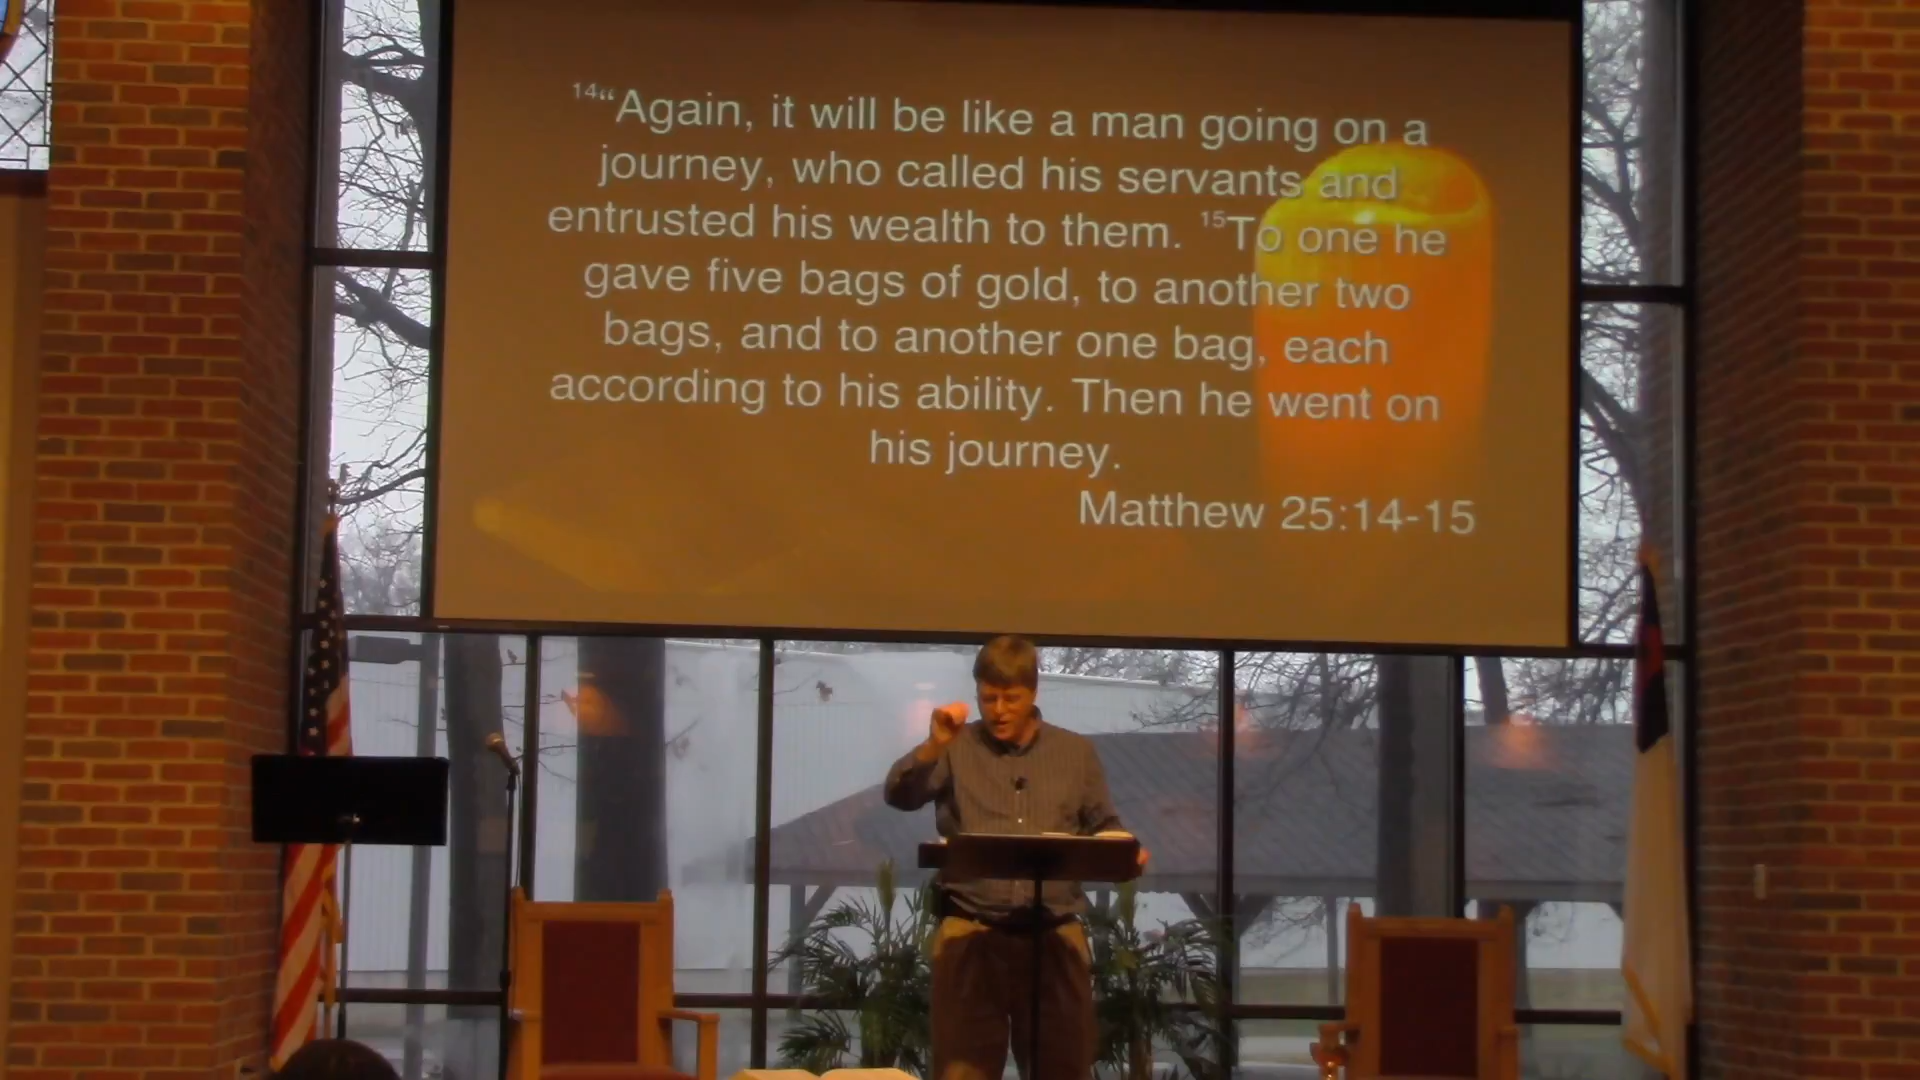 14“Again, it will be like a man going on a
journey, who called his servants and
entrusted his wealth to them. 15To one he
gave five bags of gold, to another two
bags, and to another one bag, each
according to his ability. Then he went on
his journey.
Matthew 25:14-15